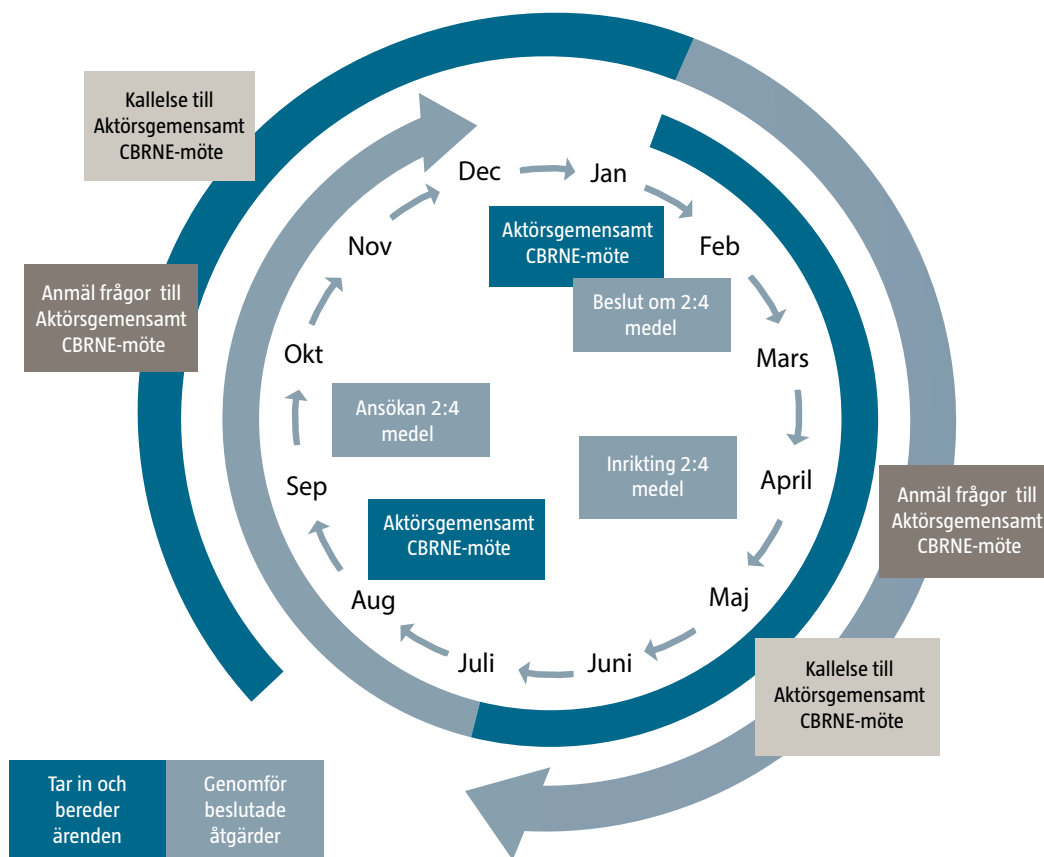 Kallelse till
Aktörsgemensamt
CBRNE-möte
Dec
Jan
Nov
Aktörsgemensamt
CBRNE-möte
Feb
Anmäl frågor till
Aktörsgemensamt
CBRNE-möte
Beslut om 2:4
medel
Okt
Mars
Ansökan 2:4
medel
Inrikting 2:4
medel
Sep
April
Anmäl frågor till
Aktörsgemensamt
CBRNE-möte
Aktörsgemensamt
CBRNE-möte
Aug
Maj
Juli
Juni
Kallelse till
Aktörsgemensamt
CBRNE-möte
Tar in och
bereder
ärenden
Genomför
beslutade
åtgärder